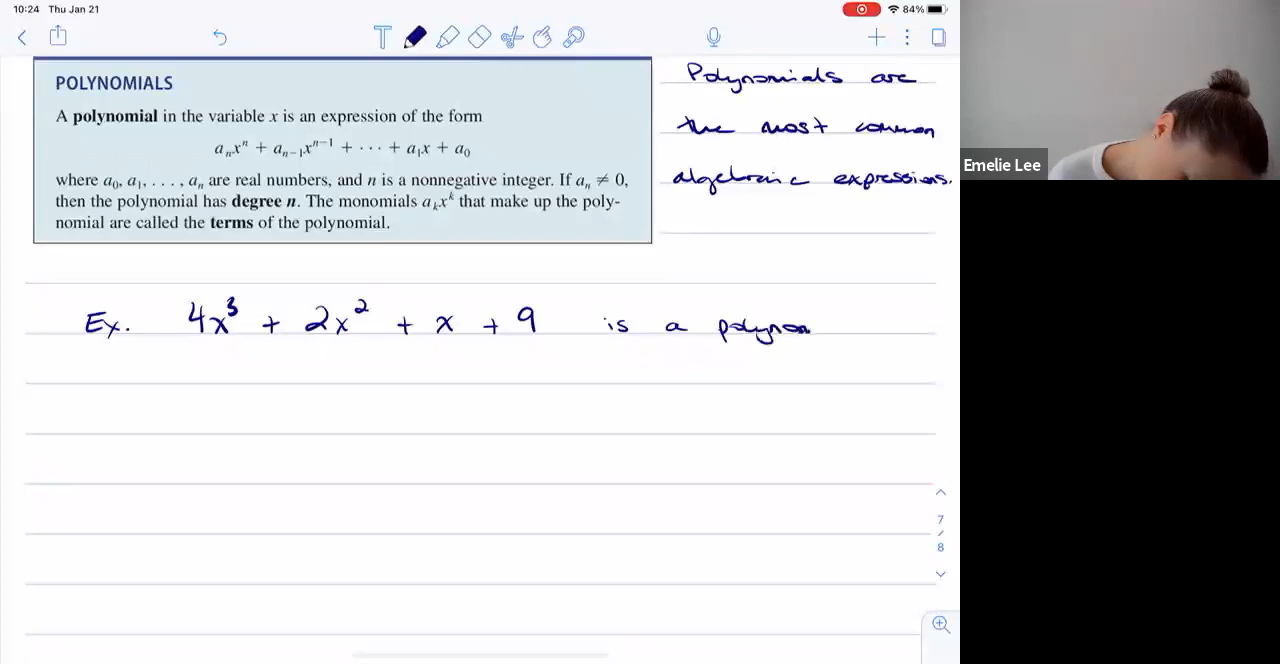 10:24 Thu Jan 21
84%
POLYNOMIALS
A polynomial in the variable x is an expression of the form
aₙxⁿ + aₙ₋₁xⁿ⁻¹ + ⋯ + a₁x + a₀
where a₀, a₁, . . . , aₙ are real numbers, and n is a nonnegative integer. If aₙ ≠ 0,
then the polynomial has degree n. The monomials aₖxᵏ that make up the poly-
nomial are called the terms of the polynomial.
Polynomials are
the most common
algebraic expressions.
Emelie Lee
Ex. 4x³ + 2x² + x + 9 is a polynom
7
/
8